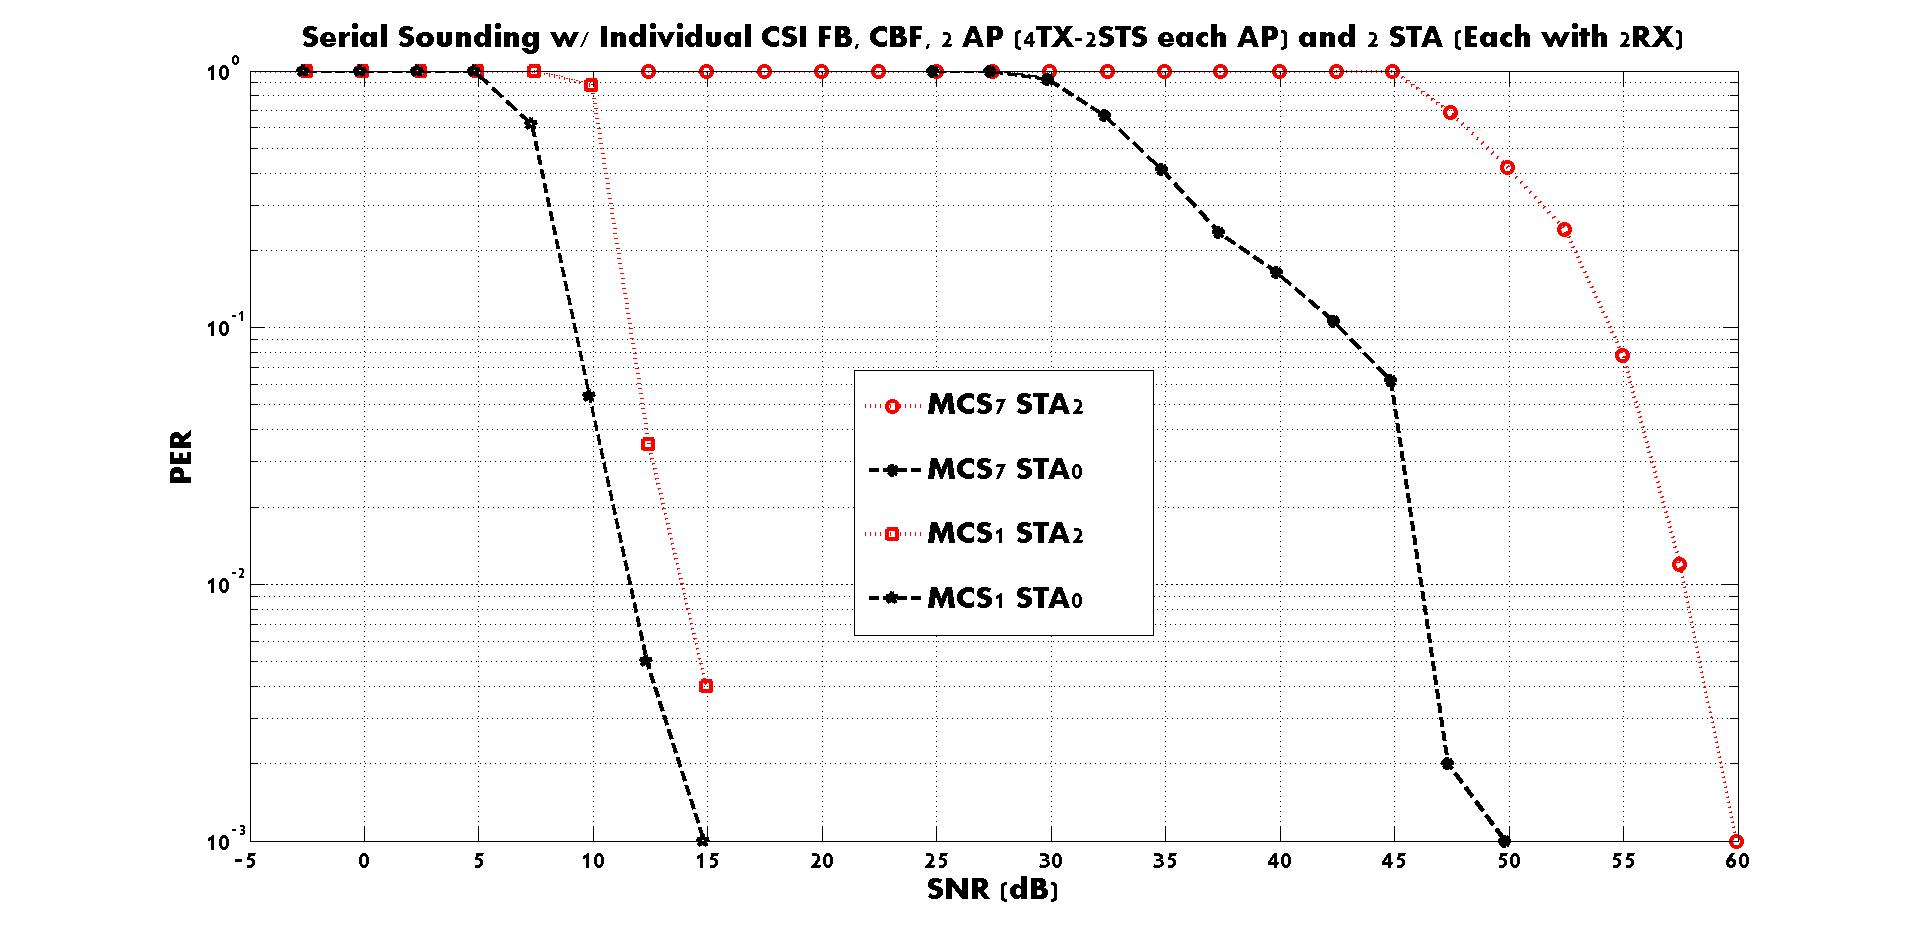 Serial Sounding w/ Individual CSI FB, CBF, 2 AP (4TX-2STS each AP) and 2 STA (Each with 2RX)
10^0
10^-1
10^-2
10^-3
PER
MCS7 STA2
MCS7 STA0
MCS1 STA2
MCS1 STA0
-5 0 5 10 15 20 25 30 35 40 45 50 55 60
SNR (dB)